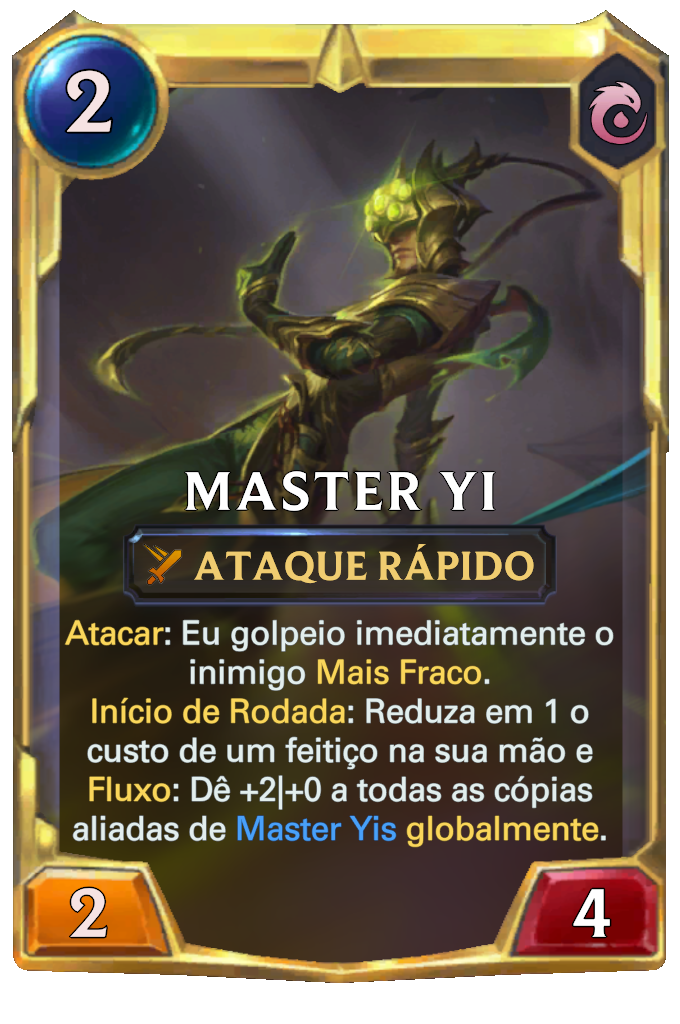 2
MASTER YI
ATAQUE RÁPIDO
Atacar: Eu golpeio imediatamente o
inimigo Mais Fraco.
Início de Rodada: Reduza em 1 o
custo de um feitiço na sua mão e
Fluxo: Dê +2|+0 a todas as cópias
aliadas de Master Yis globalmente.
2
4